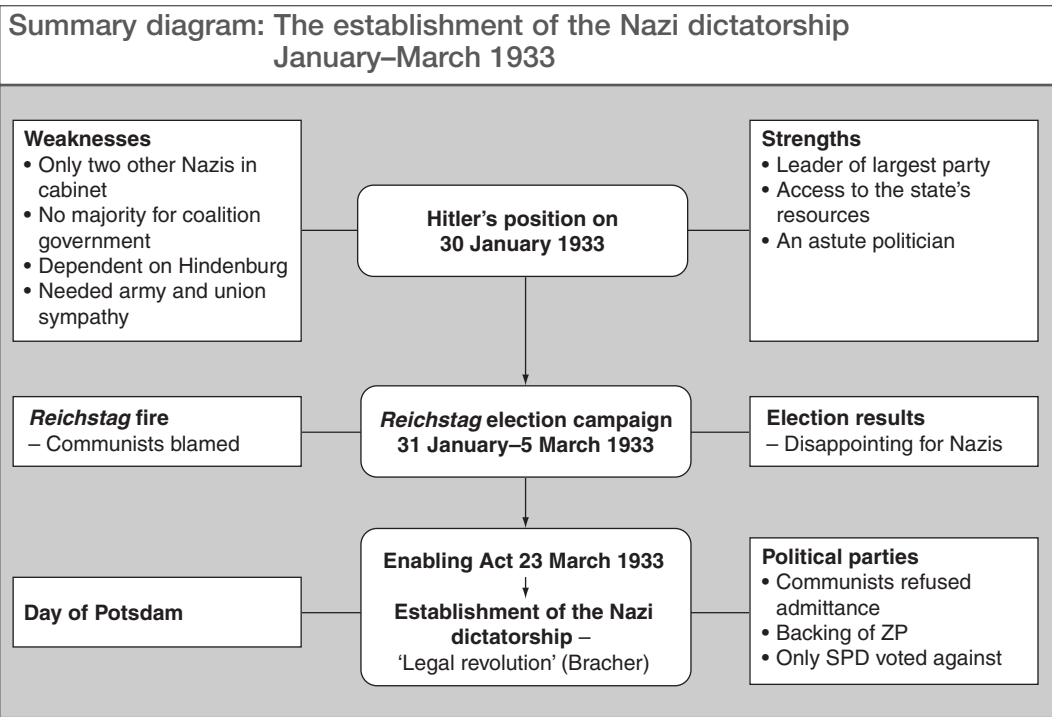 Summary diagram: The establishment of the Nazi dictatorship
January–March 1933
Weaknesses
• Only two other Nazis in
cabinet
• No majority for coalition
government
• Dependent on Hindenburg
• Needed army and union
sympathy
Hitler's position on
30 January 1933
Strengths
• Leader of largest party
• Access to the state's
resources
• An astute politician
Reichstag fire
– Communists blamed
Reichstag election campaign
31 January–5 March 1933
Election results
– Disappointing for Nazis
Day of Potsdam
Enabling Act 23 March 1933
Establishment of the Nazi
dictatorship –
'Legal revolution' (Bracher)
Political parties
• Communists refused
admittance
• Backing of ZP
• Only SPD voted against